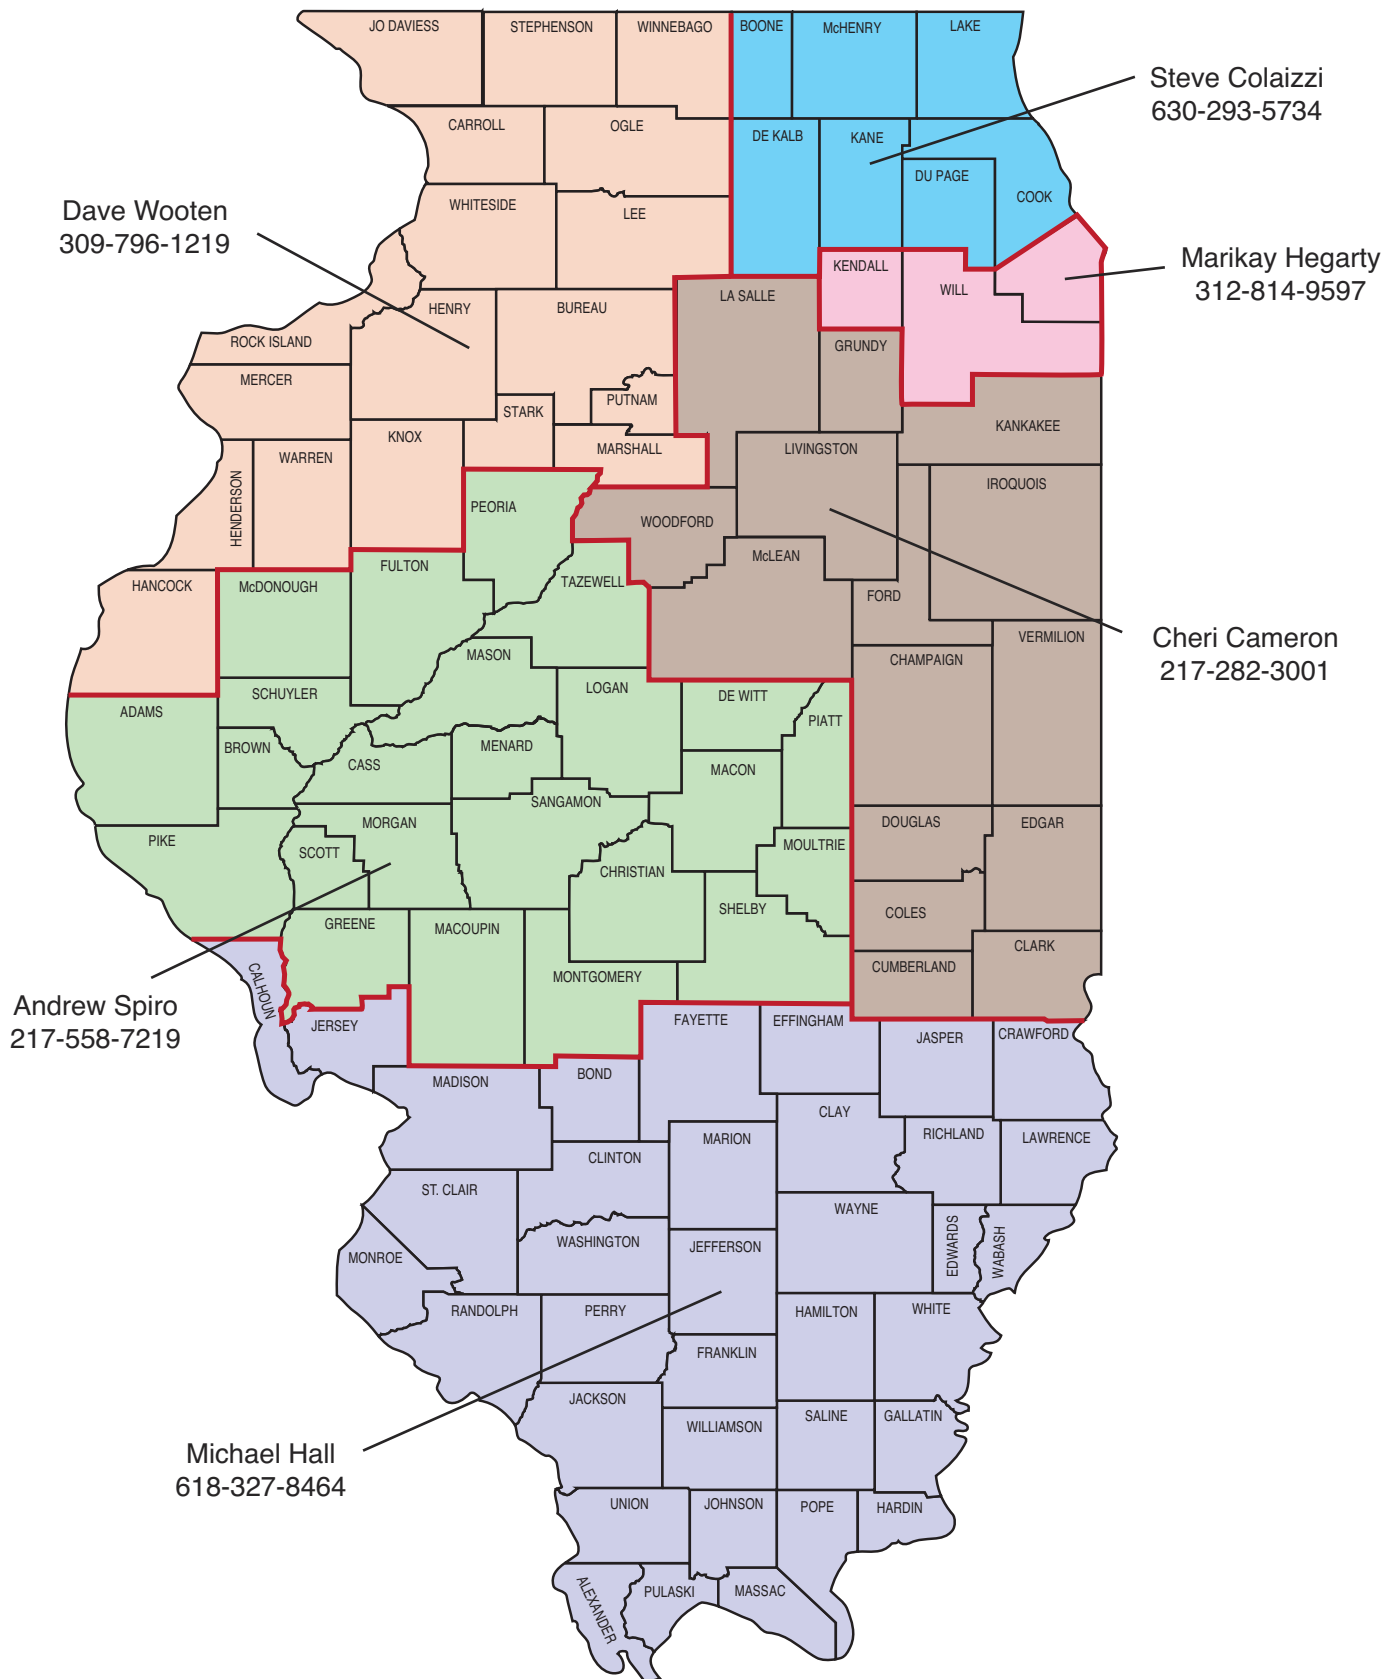 JO DAVIESS
STEPHENSON
WINNEBAGO
BOONE
McHENRY
LAKE
Steve Colaizzi
630-293-5734
CARROLL
OGLE
DE KALB
KANE
DU PAGE
COOK
WHITESIDE
LEE
Dave Wooten
309-796-1219
Marikay Hegarty
312-814-9597
KENDALL
WILL
LA SALLE
HENRY
BUREAU
ROCK ISLAND
GRUNDY
MERCER
PUTNAM
STARK
KANKAKEE
KNOX
MARSHALL
LIVINGSTON
WARREN
IROQUOIS
HENDERSON
PEORIA
WOODFORD
McLEAN
FULTON
TAZEWELL
HANCOCK
McDONOUGH
FORD
Cheri Cameron
217-282-3001
VERMILION
MASON
CHAMPAIGN
LOGAN
SCHUYLER
DE WITT
ADAMS
PIATT
BROWN
MENARD
CASS
MACON
SANGAMON
MORGAN
DOUGLAS
EDGAR
PIKE
SCOTT
MOULTRIE
CHRISTIAN
SHELBY
COLES
GREENE
MACOUPIN
CLARK
CUMBERLAND
MONTGOMERY
CALHOUN
Andrew Spiro
217-558-7219
JERSEY
FAYETTE
EFFINGHAM
JASPER
CRAWFORD
MADISON
BOND
CLAY
MARION
RICHLAND
LAWRENCE
CLINTON
ST. CLAIR
WAYNE
EDWARDS
WABASH
WASHINGTON
JEFFERSON
MONROE
RANDOLPH
PERRY
HAMILTON
WHITE
FRANKLIN
JACKSON
WILLIAMSON
SALINE
GALLATIN
Michael Hall
618-327-8464
UNION
JOHNSON
POPE
HARDIN
ALEXANDER
PULASKI
MASSAC